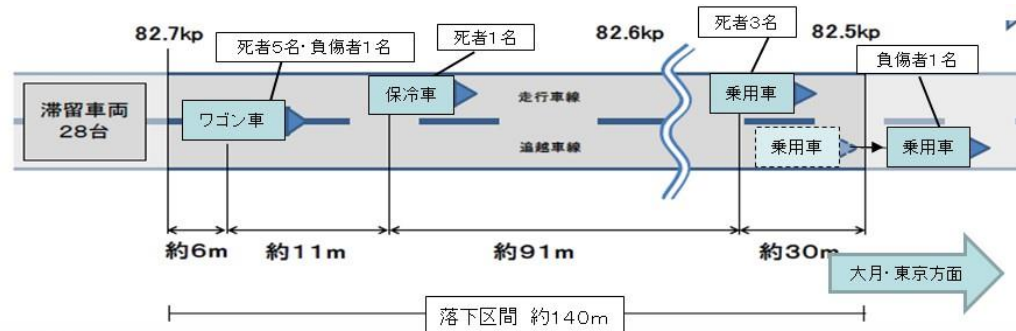 82.7kp
死者5名・負傷者1名
死者1名
82.6kp
死者3名
82.5kp
負傷者1名
滞留車両
28台
ワゴン車
保冷車
走行車線
追越車線
乗用車
乗用車
乗用車
約6m
約11m
約91m
約30m
大月・東京方面
落下区間 約140m